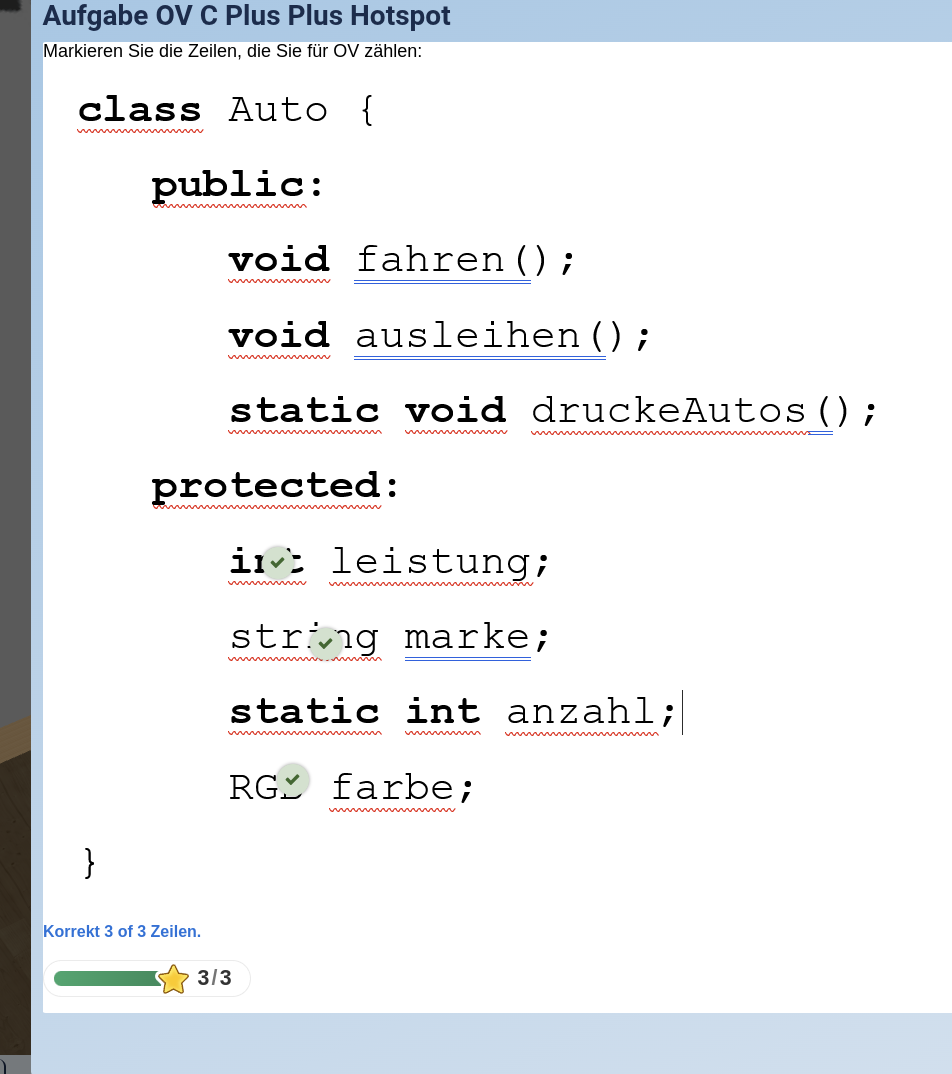 Aufgabe OV C Plus Plus Hotspot
Markieren Sie die Zeilen, die Sie für OV zählen:
class Auto {
public:
void fahren();
void ausleihen();
static void druckeAutos();
protected:
int leistung;
string marke;
static int anzahl;
RGB farbe;
}
Korrekt 3 of 3 Zeilen.
3/3